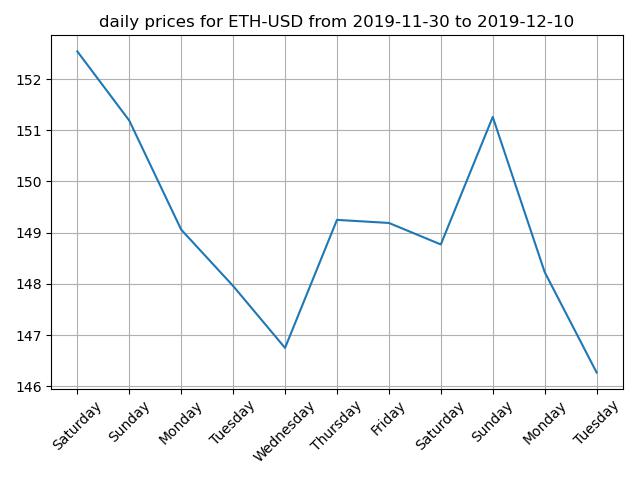 daily prices for ETH-USD from 2019-11-30 to 2019-12-10
152
151
150
149
148
147
146
Saturday
Sunday
Monday
Tuesday
Wednesday
Thursday
Friday
Saturday
Sunday
Monday
Tuesday